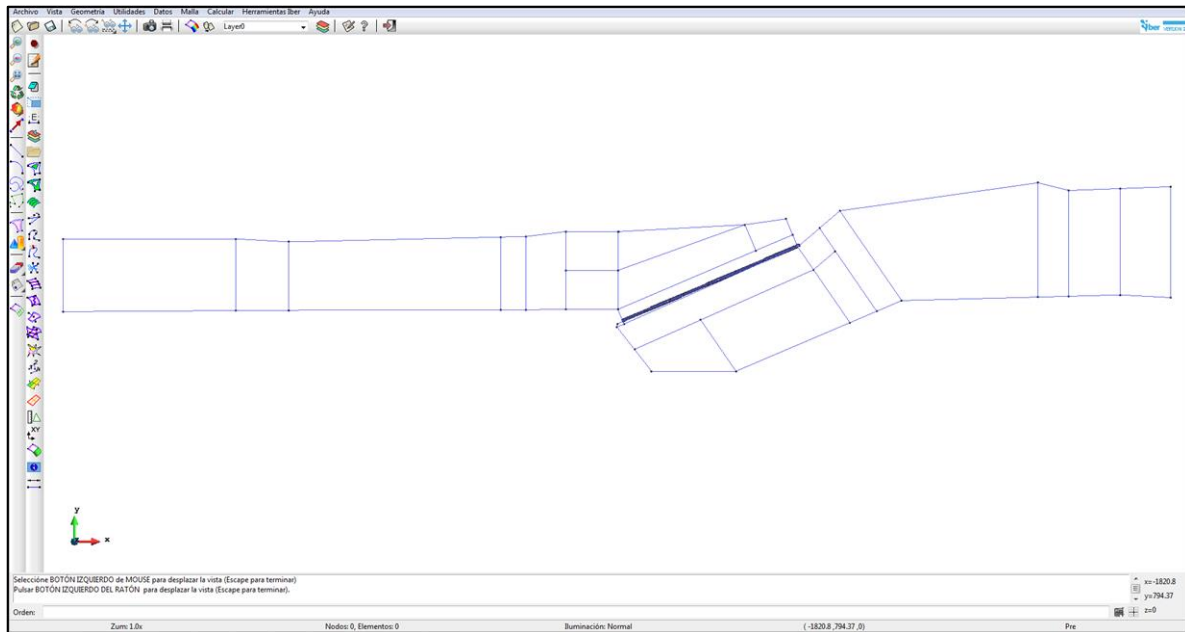 Archivo Vista Geometría Utilidades Datos Malla Calcular Herramientas Iber Ayuda
Layer0
Iber
y
x
Seleccióne BOTÓN IZQUIERDO de MOUSE para desplazar la vista (Escape para terminar)
Pulsar BOTÓN IZQUIERDO DEL RATÓN para desplazar la vista (Escape para terminar).
x=-1820.8
y=794.37
z=0
Orden:
Zum: 1.0x Nodos: 0, Elementos: 0 Iluminación: Normal (-1820.8 ,794.37 ,0) Pre